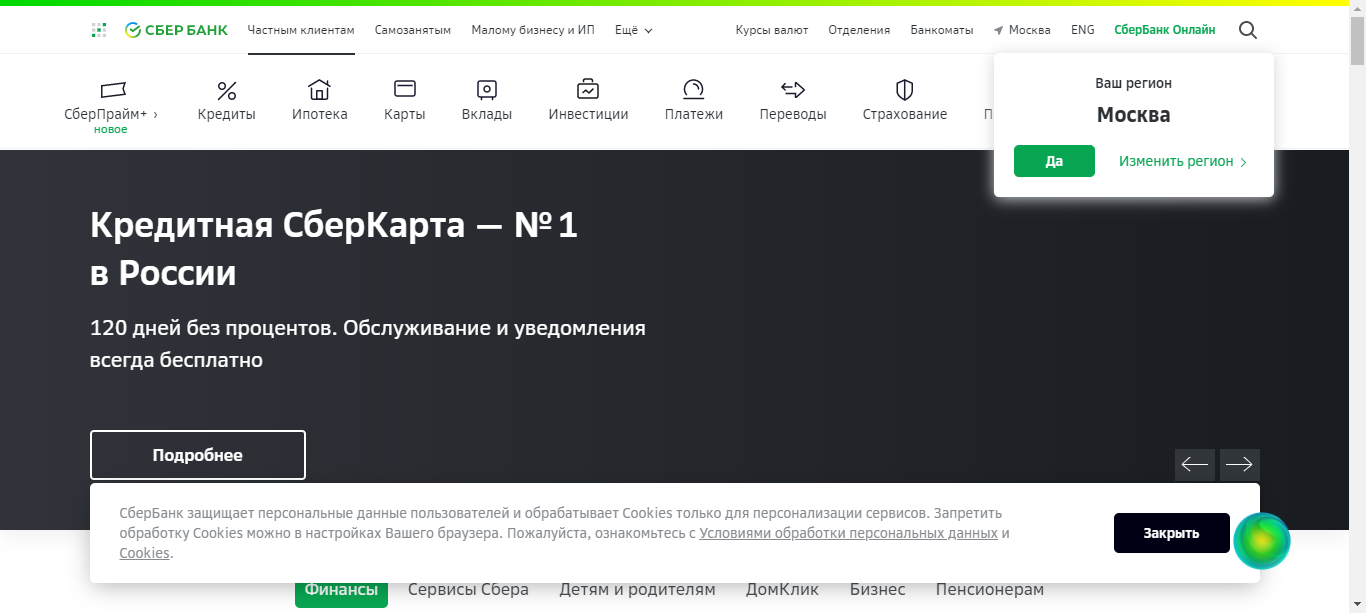 СБЕР БАНК Частным клиентам Самозанятым Малому бизнесу и ИП Ещё Курсы валют Отделения Банкоматы Москва ENG СберБанк Онлайн
СберПрайм+ Кредиты Ипотека Карты Вклады Инвестиции Платежи Переводы Страхование П
новое
Ваш регион
Москва
Да Изменить регион
Кредитная СберКарта — №1
в России
120 дней без процентов. Обслуживание и уведомления
всегда бесплатно
Подробнее
СберБанк защищает персональные данные пользователей и обрабатывает Cookies только для персонализации сервисов. Запретить
обработку Cookies можно в настройках Вашего браузера. Пожалуйста, ознакомьтесь с Условиями обработки персональных данных и
Cookies.
Закрыть
Финансы Сервисы Сбера Детям и родителям ДомКлик Бизнес Пенсионерам